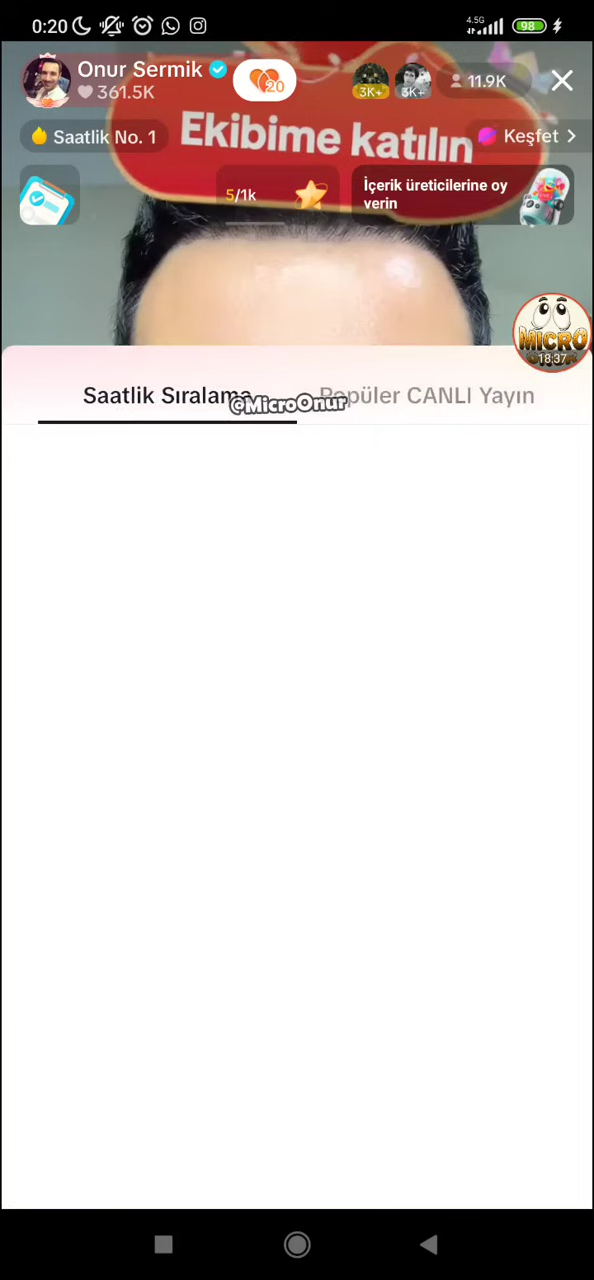 0:20
4.5G
98
Onur Sermik
361.5K
20
3K+
3K+
11.9K
Ekibime katılın
Saatlik No. 1
Keşfet
5/1k
İçerik üreticilerine oy
verin
MICRO
18:37
Saatlik Sıralama
Popüler CANLI Yayın
@MicroOnur